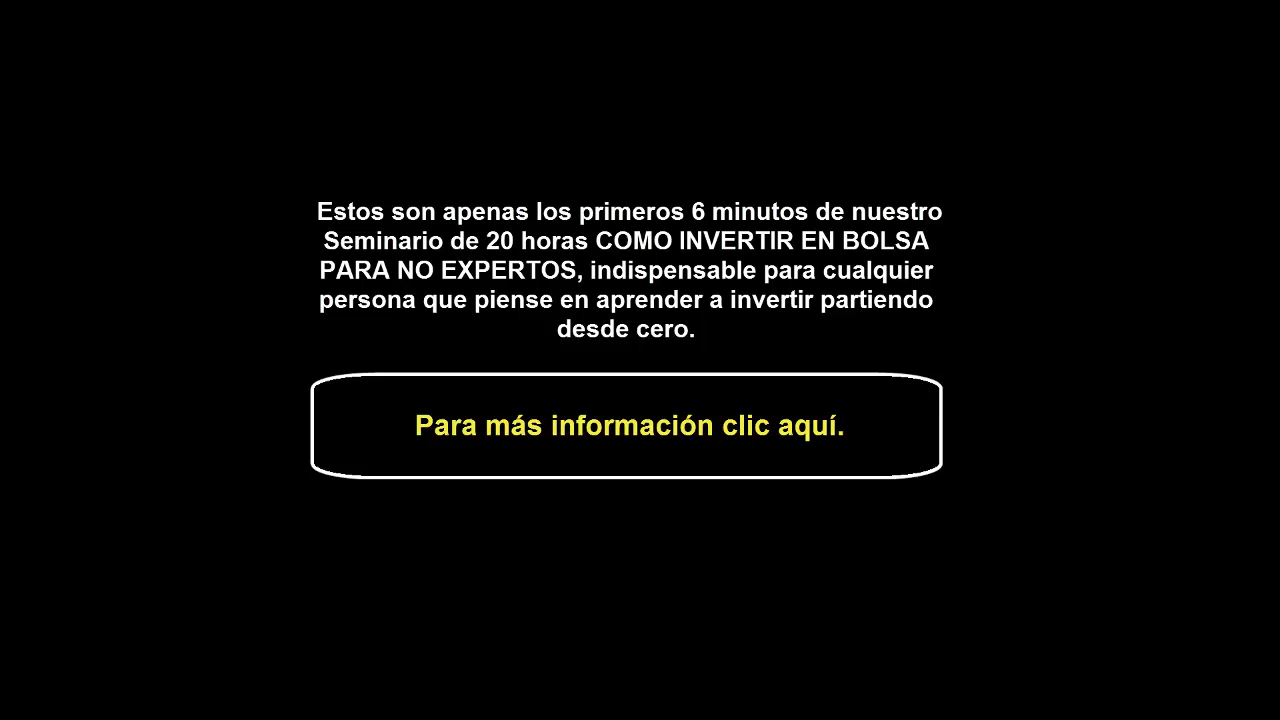 Estos son apenas los primeros 6 minutos de nuestro
Seminario de 20 horas COMO INVERTIR EN BOLSA
PARA NO EXPERTOS, indispensable para cualquier
persona que piense en aprender a invertir partiendo
desde cero.
Para más información clic aquí.